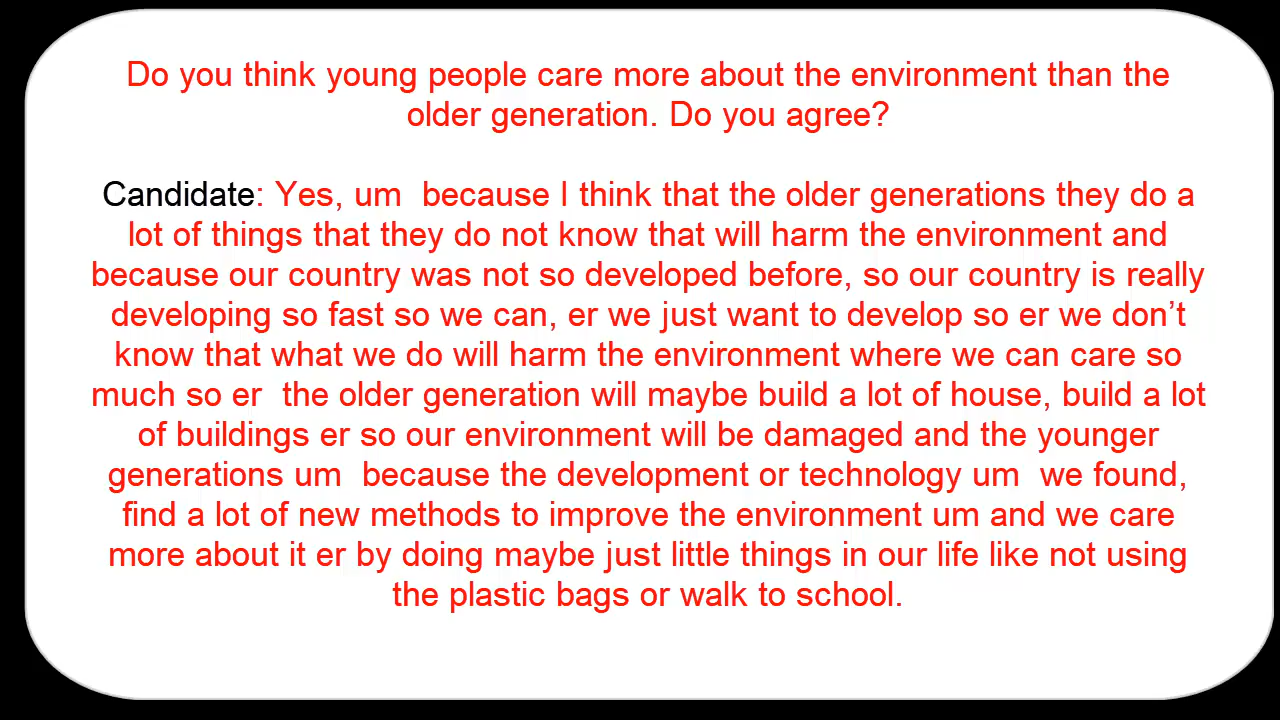 Do you think young people care more about the environment than the
older generation. Do you agree?
Candidate: Yes, um  because I think that the older generations they do a
lot of things that they do not know that will harm the environment and
because our country was not so developed before, so our country is really
developing so fast so we can, er we just want to develop so er we don’t
know that what we do will harm the environment where we can care so
much so er  the older generation will maybe build a lot of house, build a lot
of buildings er so our environment will be damaged and the younger
generations um  because the development or technology um  we found,
find a lot of new methods to improve the environment um and we care
more about it er by doing maybe just little things in our life like not using
the plastic bags or walk to school.